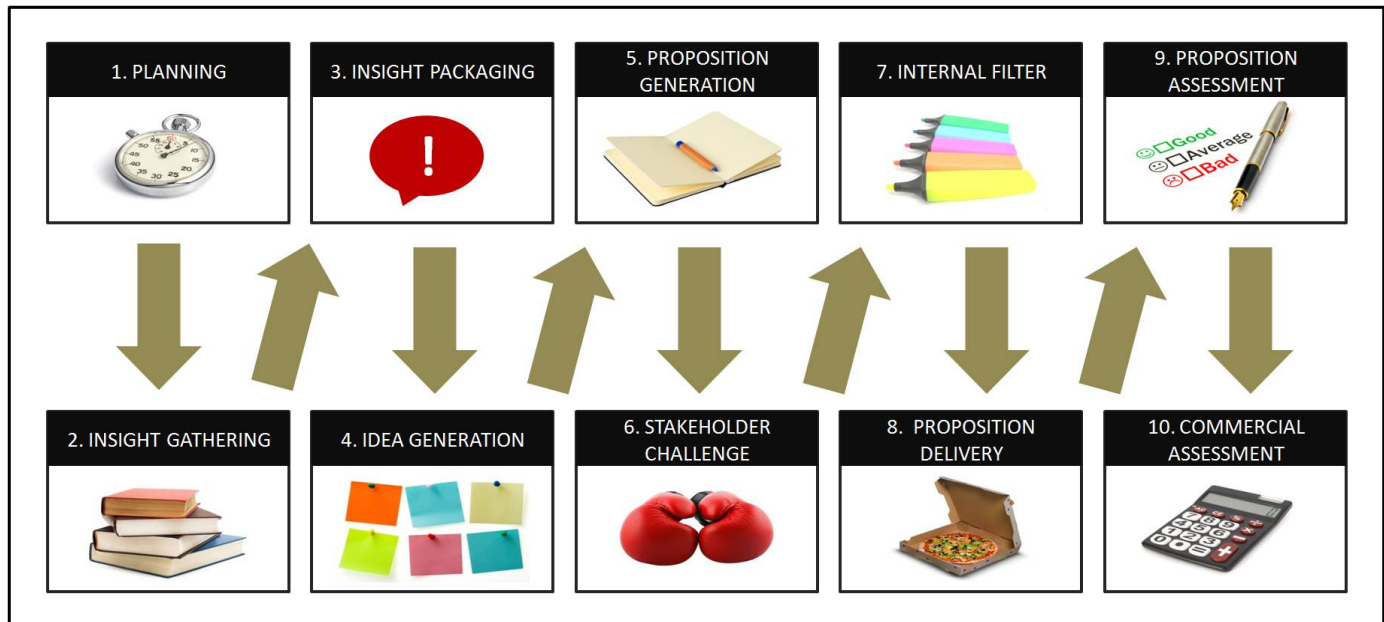 1. PLANNING
2. INSIGHT GATHERING
3. INSIGHT PACKAGING
!
4. IDEA GENERATION
5. PROPOSITION
GENERATION
6. STAKEHOLDER
CHALLENGE
7. INTERNAL FILTER
8. PROPOSITION
DELIVERY
9. PROPOSITION
ASSESSMENT
Good
Average
Bad
10. COMMERCIAL
ASSESSMENT